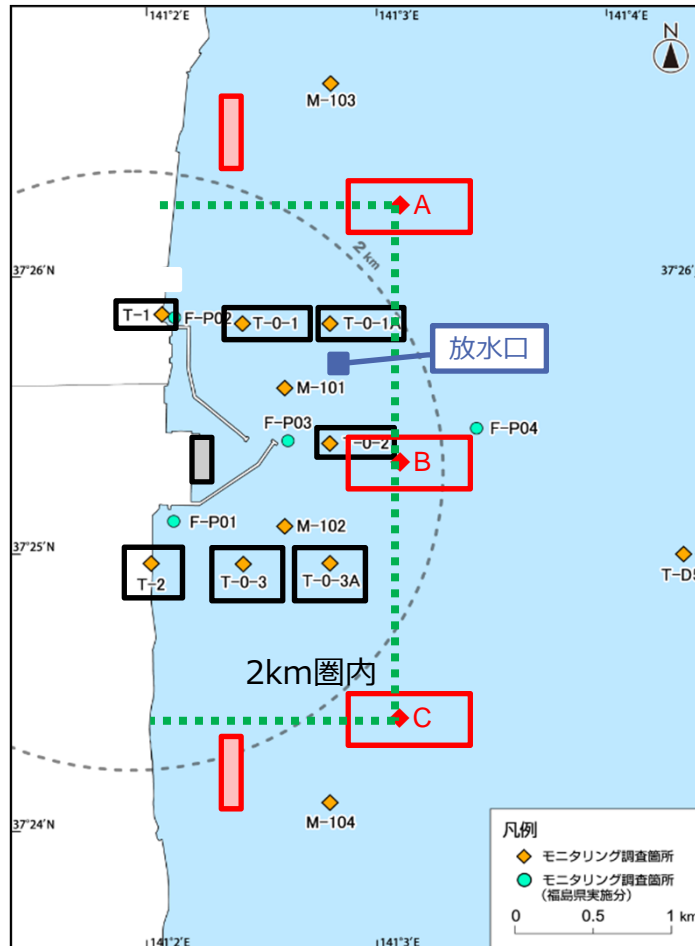 141°2′E
141°3′E
141°4′E
N
M-103
A
2 km
37°26′N
37°26′
T-1
F-P02
T-0-1
T-0-1A
放水口
M-101
F-P03
T-0-2
F-P04
B
F-P01
M-102
37°25′N
T-2
T-0-3
T-0-3A
T-D5
2km圏内
C
37°24′N
M-104
凡例
モニタリング調査箇所
モニタリング調査箇所
(福島県実施分)
0 0.5 1 km
141°2′E
141°3′E